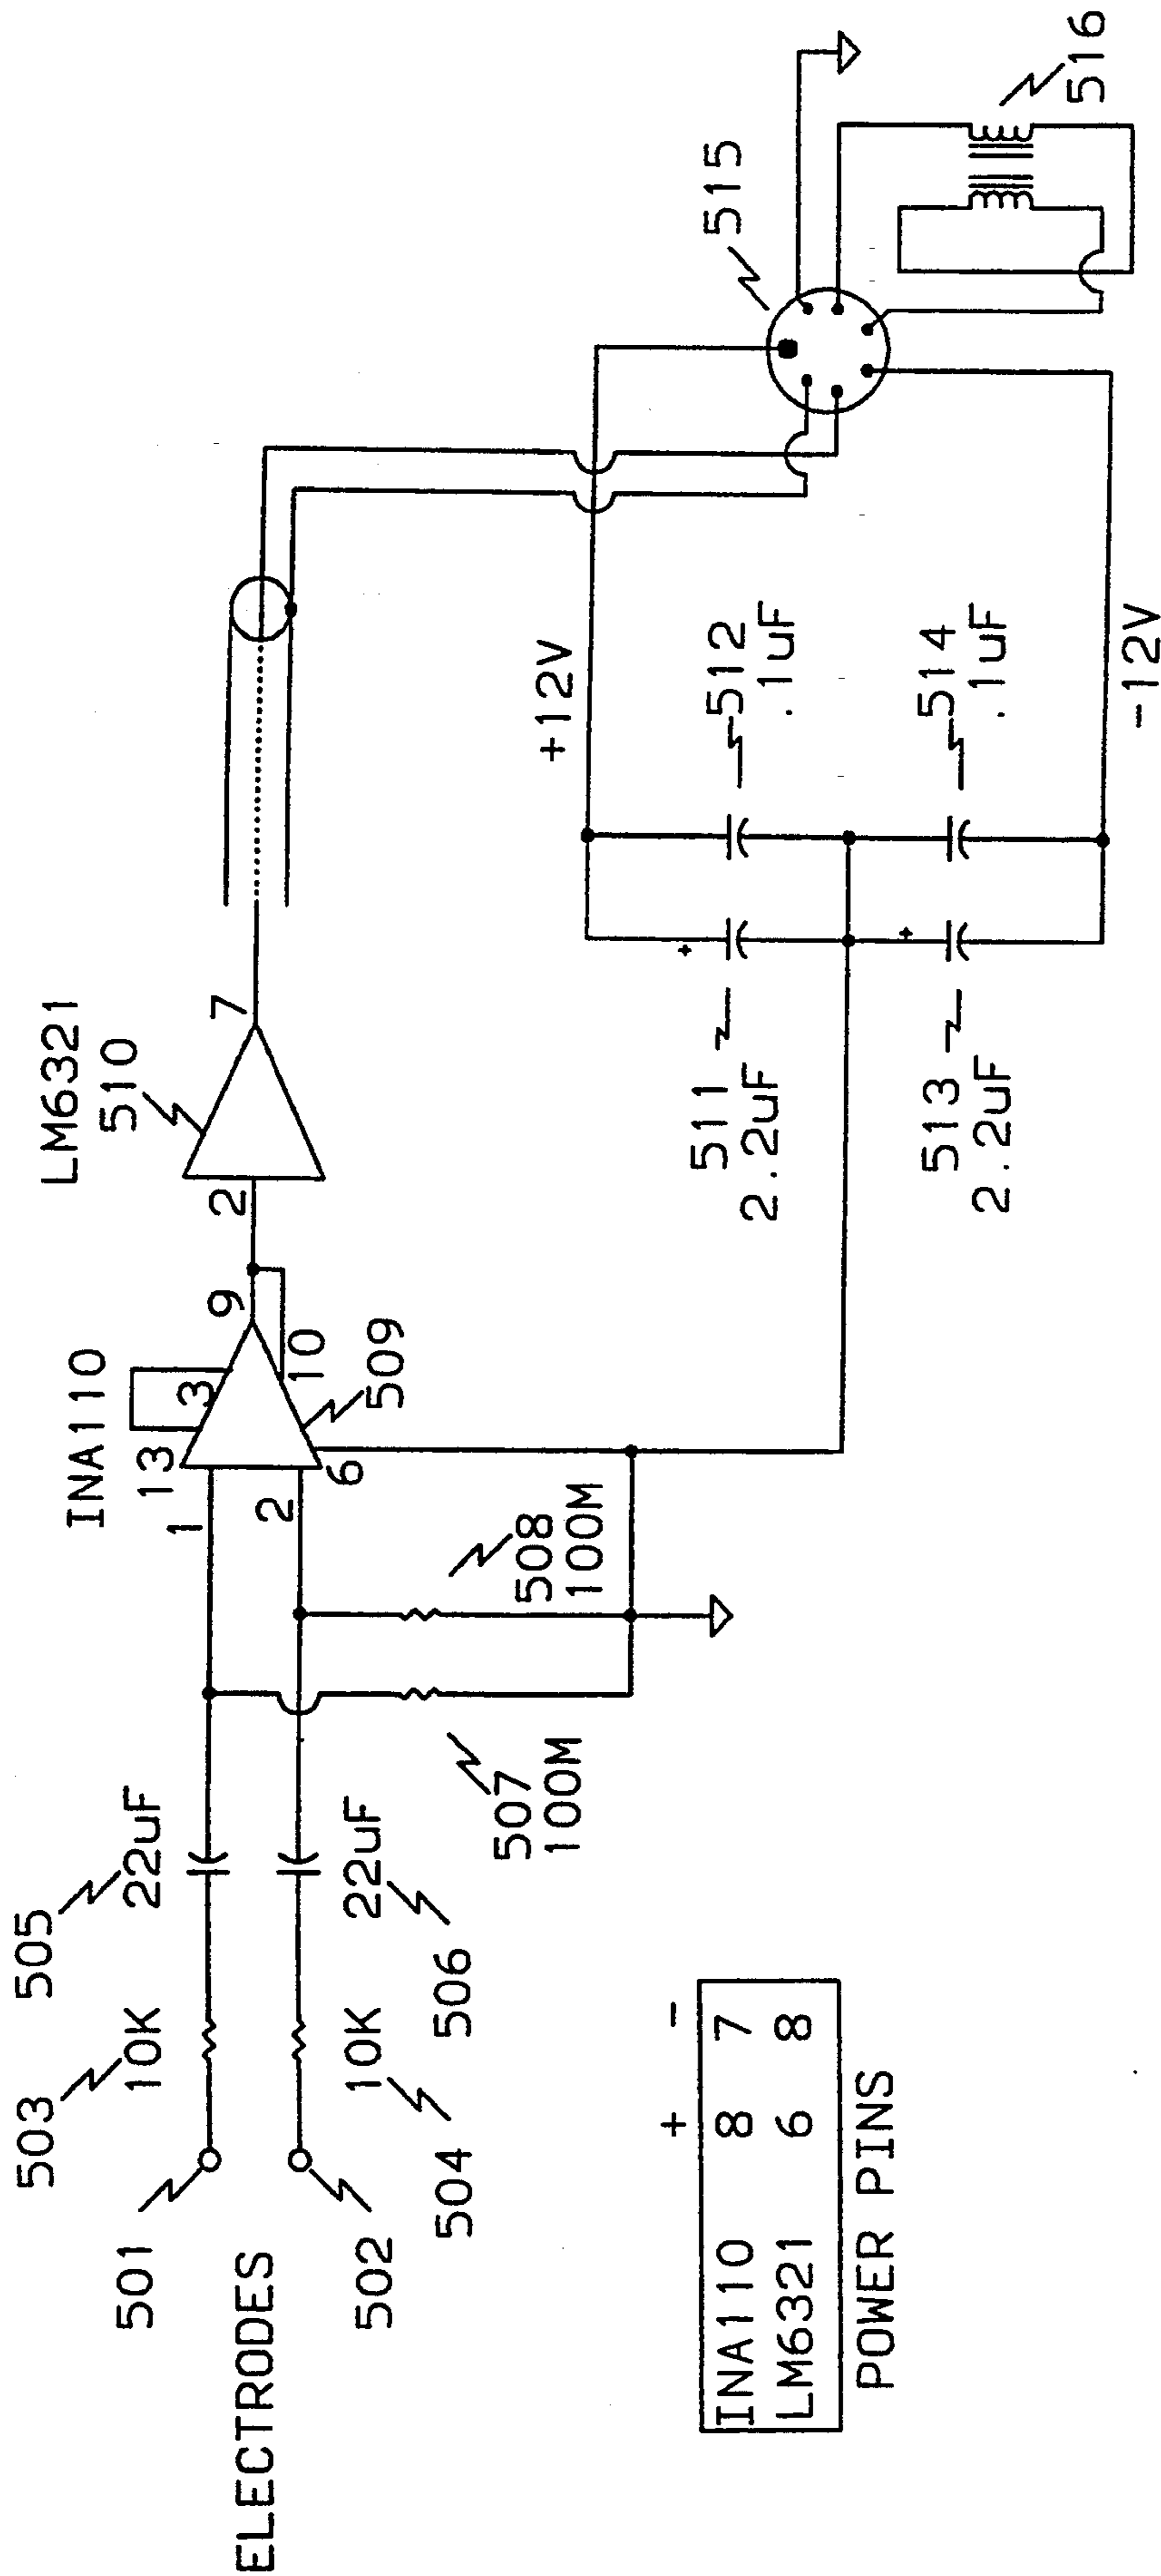 ELECTRODES
501
502
503
10K
504
10K
505
22uF
506
22uF
507
100M
508
100M
INA110
13
3
1
2
6
9
10
509
LM6321
510
2
7
+12V
511
2.2uF
+
512
.1uF
513
2.2uF
+
514
.1uF
-12V
515
516
+ -
INA110 8 7
LM6321 6 8
POWER PINS